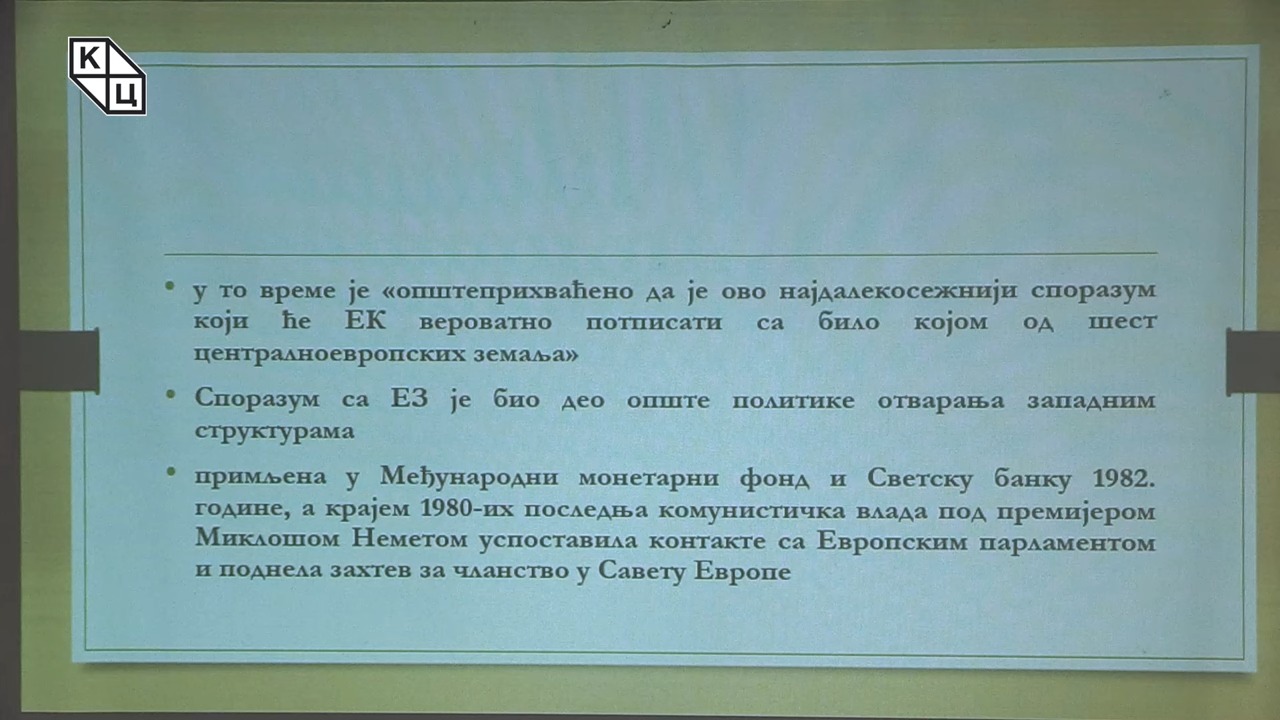 К
Ц
у то време је «општеприхваћено да је ово најдалекосежнији споразум
који ће ЕК вероватно потписати са било којом од шест
централноевропских земаља»
Споразум са ЕЗ је био део опште политике отварања западним
структурама
примљена у Међународни монетарни фонд и Светску банку 1982.
године, а крајем 1980-их последња комунистичка влада под премијером
Миклошом Неметом успоставила контакте са Европским парламентом
и поднела захтев за чланство у Савету Европе